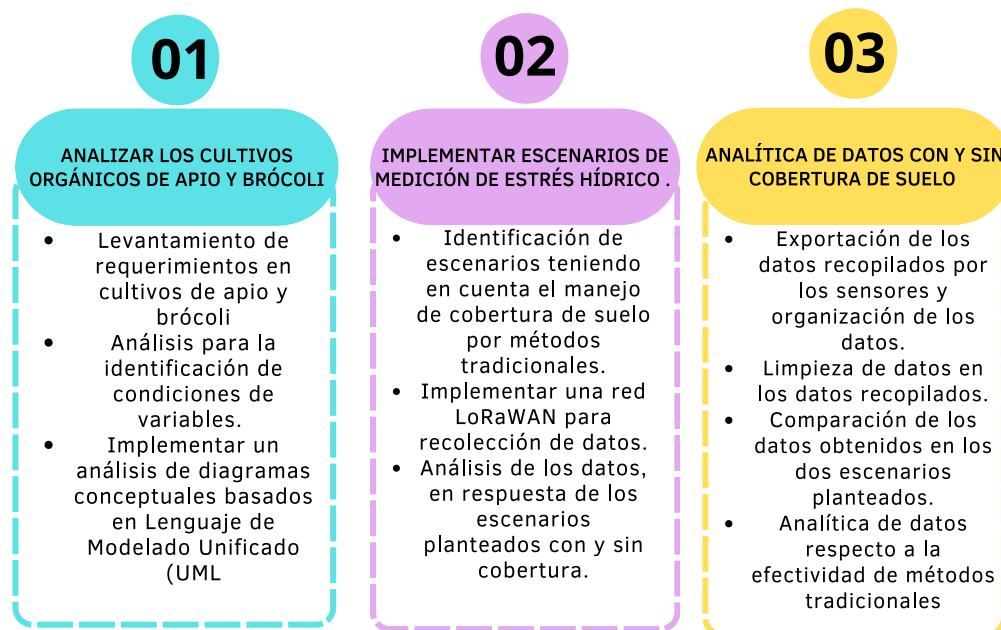 01
ANALIZAR LOS CULTIVOS
ORGÁNICOS DE APIO Y BRÓCOLI
• Levantamiento de
requerimientos en
cultivos de apio y
brócoli
• Análisis para la
identificación de
condiciones de
variables.
• Implementar un
análisis de diagramas
conceptuales basados
en Lenguaje de
Modelado Unificado
(UML
02
IMPLEMENTAR ESCENARIOS DE
MEDICIÓN DE ESTRÉS HÍDRICO .
• Identificación de
escenarios teniendo
en cuenta el manejo
de cobertura de suelo
por métodos
tradicionales.
• Implementar una red
LoRaWAN para
recolección de datos.
• Análisis de los datos,
en respuesta de los
escenarios
planteados con y sin
cobertura.
03
ANALÍTICA DE DATOS CON Y SIN
COBERTURA DE SUELO
• Exportación de los
datos recopilados por
los sensores y
organización de los
datos.
• Limpieza de datos en
los datos recopilados.
• Comparación de los
datos obtenidos en los
dos escenarios
planteados.
• Analítica de datos
respecto a la
efectividad de métodos
tradicionales